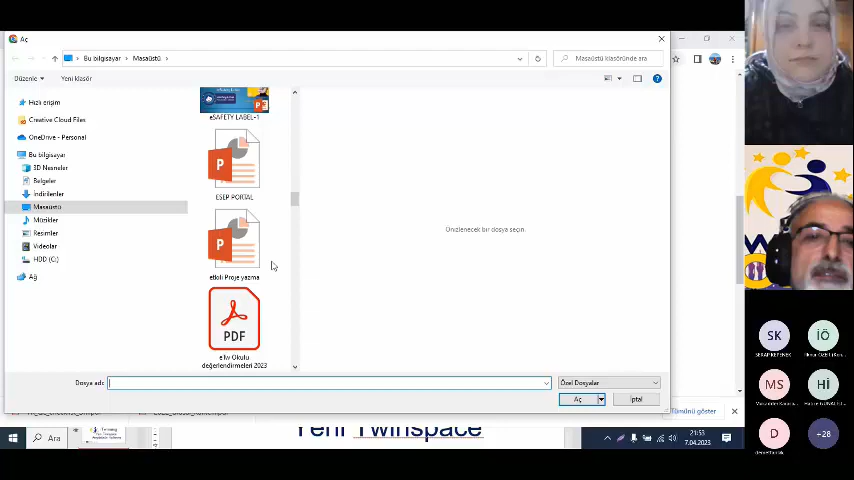 Aç
Bu bilgisayar > Masaüstü >
Masaüstü klasöründe ara
Düzenle
Yeni klasör
Hızlı erişim
Creative Cloud Files
OneDrive - Personal
Bu bilgisayar
3D Nesneler
Belgeler
İndirilenler
Masaüstü
Müzikler
Resimler
Videolar
HDD (C:)
Ağ
eSAFETY LABEL-1
ESEP PORTAL
etkili Proje yazma
PDF
eTw Okulu
değerlendirmeleri 2023
Önizlenecek bir dosya seçin.
Dosya adı:
Özel Dosyalar
Aç
İptal
Tümünü göster
Yeni Twinspace
Ara
21:53
7.04.2023
SK
İÖ
MS
Hİ
D
+28